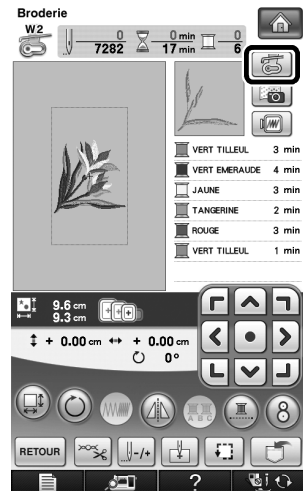 Broderie
W2
0 0 min 0
7282 17 min 6
VERT TILLEUL 3 min
VERT EMERAUDE 4 min
JAUNE 3 min
TANGERINE 2 min
ROUGE 3 min
VERT TILLEUL 1 min
9.6 cm
9.3 cm
+ 0.00 cm + 0.00 cm
0°
A B C
8
RETOUR -/+
?